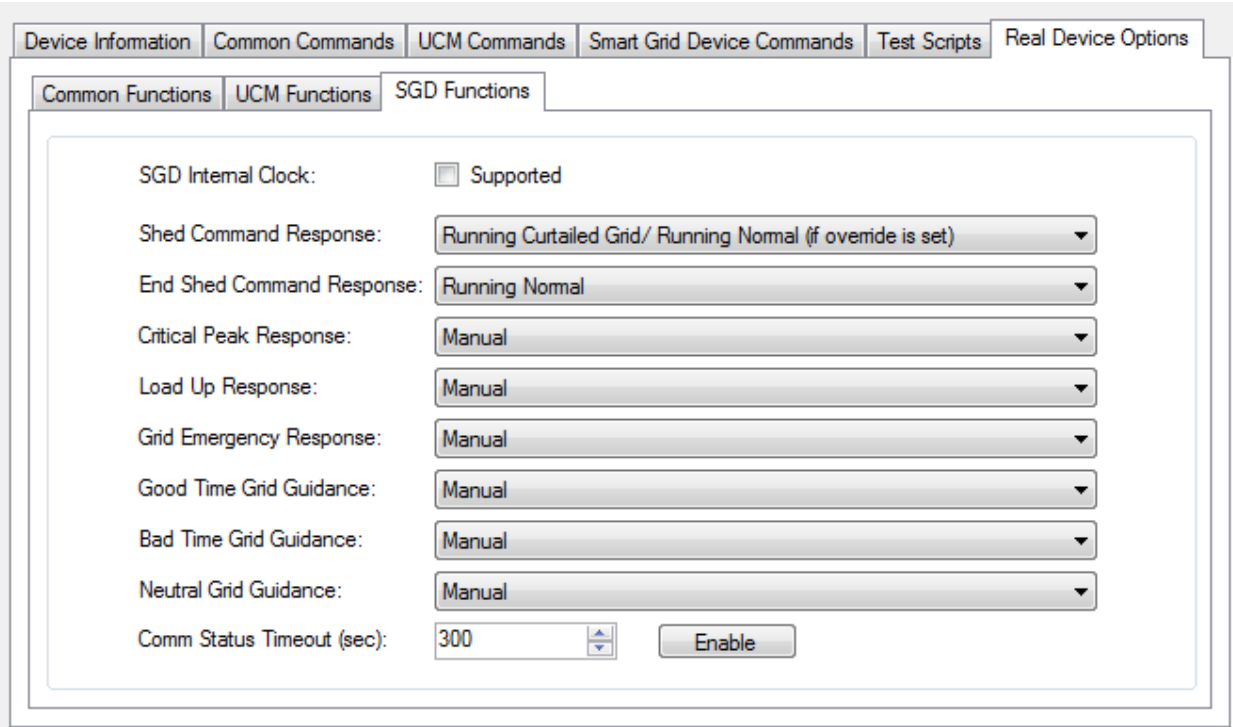 Device Information Common Commands UCM Commands Smart Grid Device Commands Test Scripts Real Device Options
Common Functions UCM Functions SGD Functions
SGD Internal Clock: Supported
Shed Command Response: Running Curtailed Grid/ Running Normal (if override is set)
End Shed Command Response: Running Normal
Critical Peak Response: Manual
Load Up Response: Manual
Grid Emergency Response: Manual
Good Time Grid Guidance: Manual
Bad Time Grid Guidance: Manual
Neutral Grid Guidance: Manual
Comm Status Timeout (sec): 300 Enable